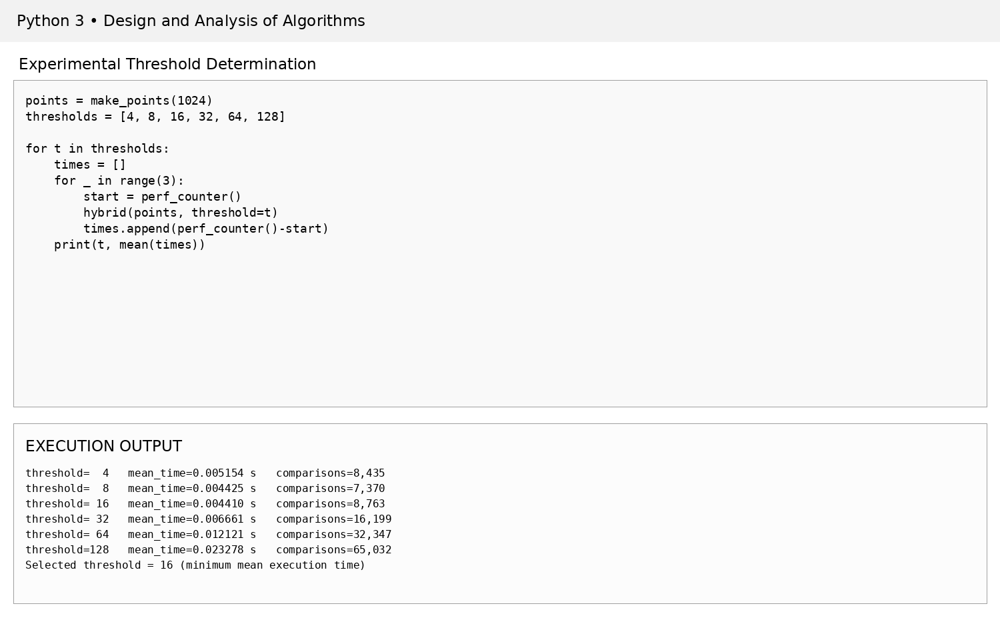 Python 3 • Design and Analysis of Algorithms
Experimental Threshold Determination
points = make_points(1024)
thresholds = [4, 8, 16, 32, 64, 128]
for t in thresholds:
    times = []
    for _ in range(3):
        start = perf_counter()
        hybrid(points, threshold=t)
        times.append(perf_counter()-start)
    print(t, mean(times))
EXECUTION OUTPUT
threshold=  4   mean_time=0.005154 s   comparisons=8,435
threshold=  8   mean_time=0.004425 s   comparisons=7,370
threshold= 16   mean_time=0.004410 s   comparisons=8,763
threshold= 32   mean_time=0.006661 s   comparisons=16,199
threshold= 64   mean_time=0.012121 s   comparisons=32,347
threshold=128   mean_time=0.023278 s   comparisons=65,032
Selected threshold = 16 (minimum mean execution time)